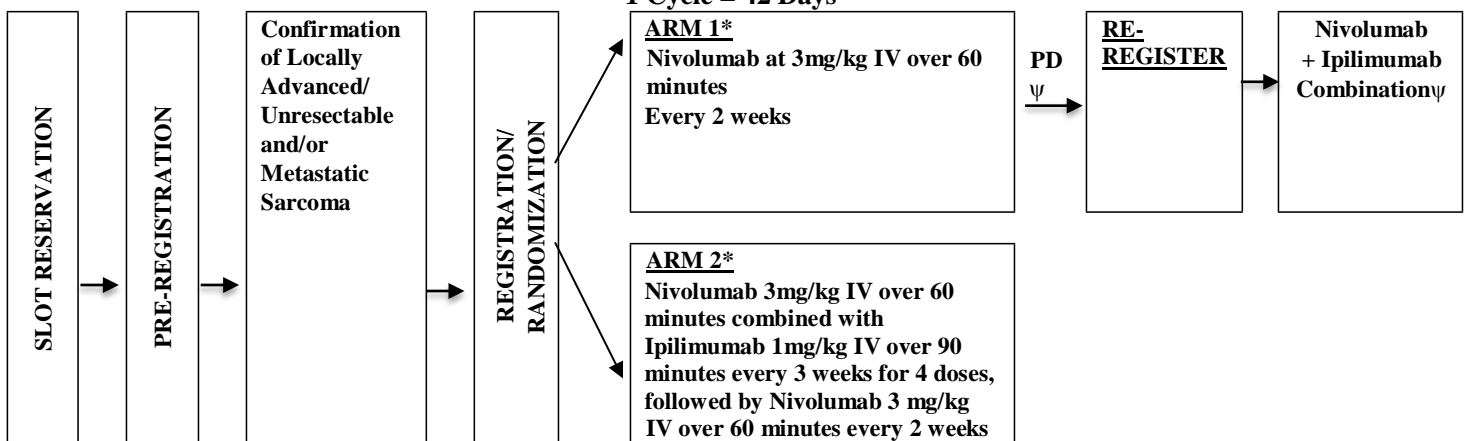 1 Cycle = 42 Days
SLOT RESERVATION
PRE-REGISTRATION
Confirmation
of Locally
Advanced/
Unresectable
and/or
Metastatic
Sarcoma
REGISTRATION/
RANDOMIZATION
ARM 1*
Nivolumab at 3mg/kg IV over 60
minutes
Every 2 weeks
PD
ψ
RE-
REGISTER
Nivolumab
+ Ipilimumab
Combinationψ
ARM 2*
Nivolumab 3mg/kg IV over 60
minutes combined with
Ipilimumab 1mg/kg IV over 90
minutes every 3 weeks for 4 doses,
followed by Nivolumab 3 mg/kg
IV over 60 minutes every 2 weeks